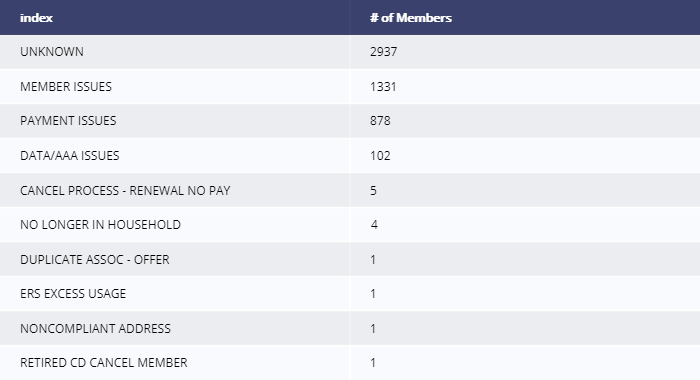 index # of Members
UNKNOWN 2937
MEMBER ISSUES 1331
PAYMENT ISSUES 878
DATA/AAA ISSUES 102
CANCEL PROCESS - RENEWAL NO PAY 5
NO LONGER IN HOUSEHOLD 4
DUPLICATE ASSOC - OFFER 1
ERS EXCESS USAGE 1
NONCOMPLIANT ADDRESS 1
RETIRED CD CANCEL MEMBER 1